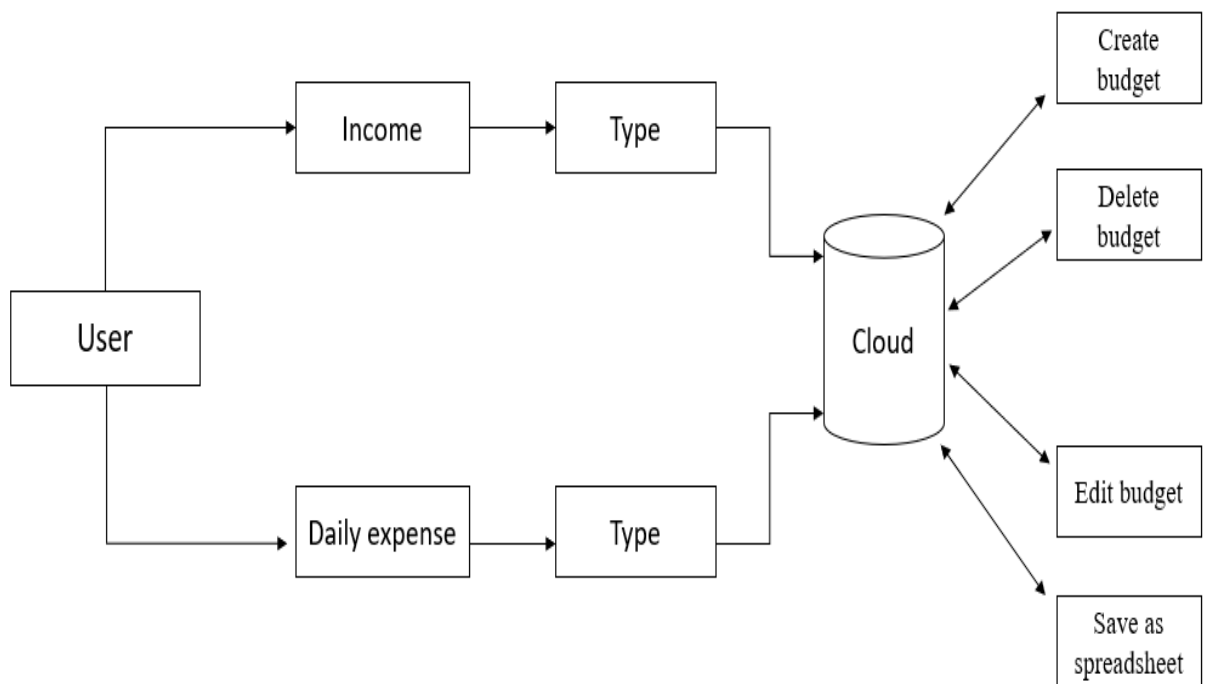 Create
budget
Income
Type
Delete
budget
User
Cloud
Daily expense
Type
Edit budget
Save as
spreadsheet